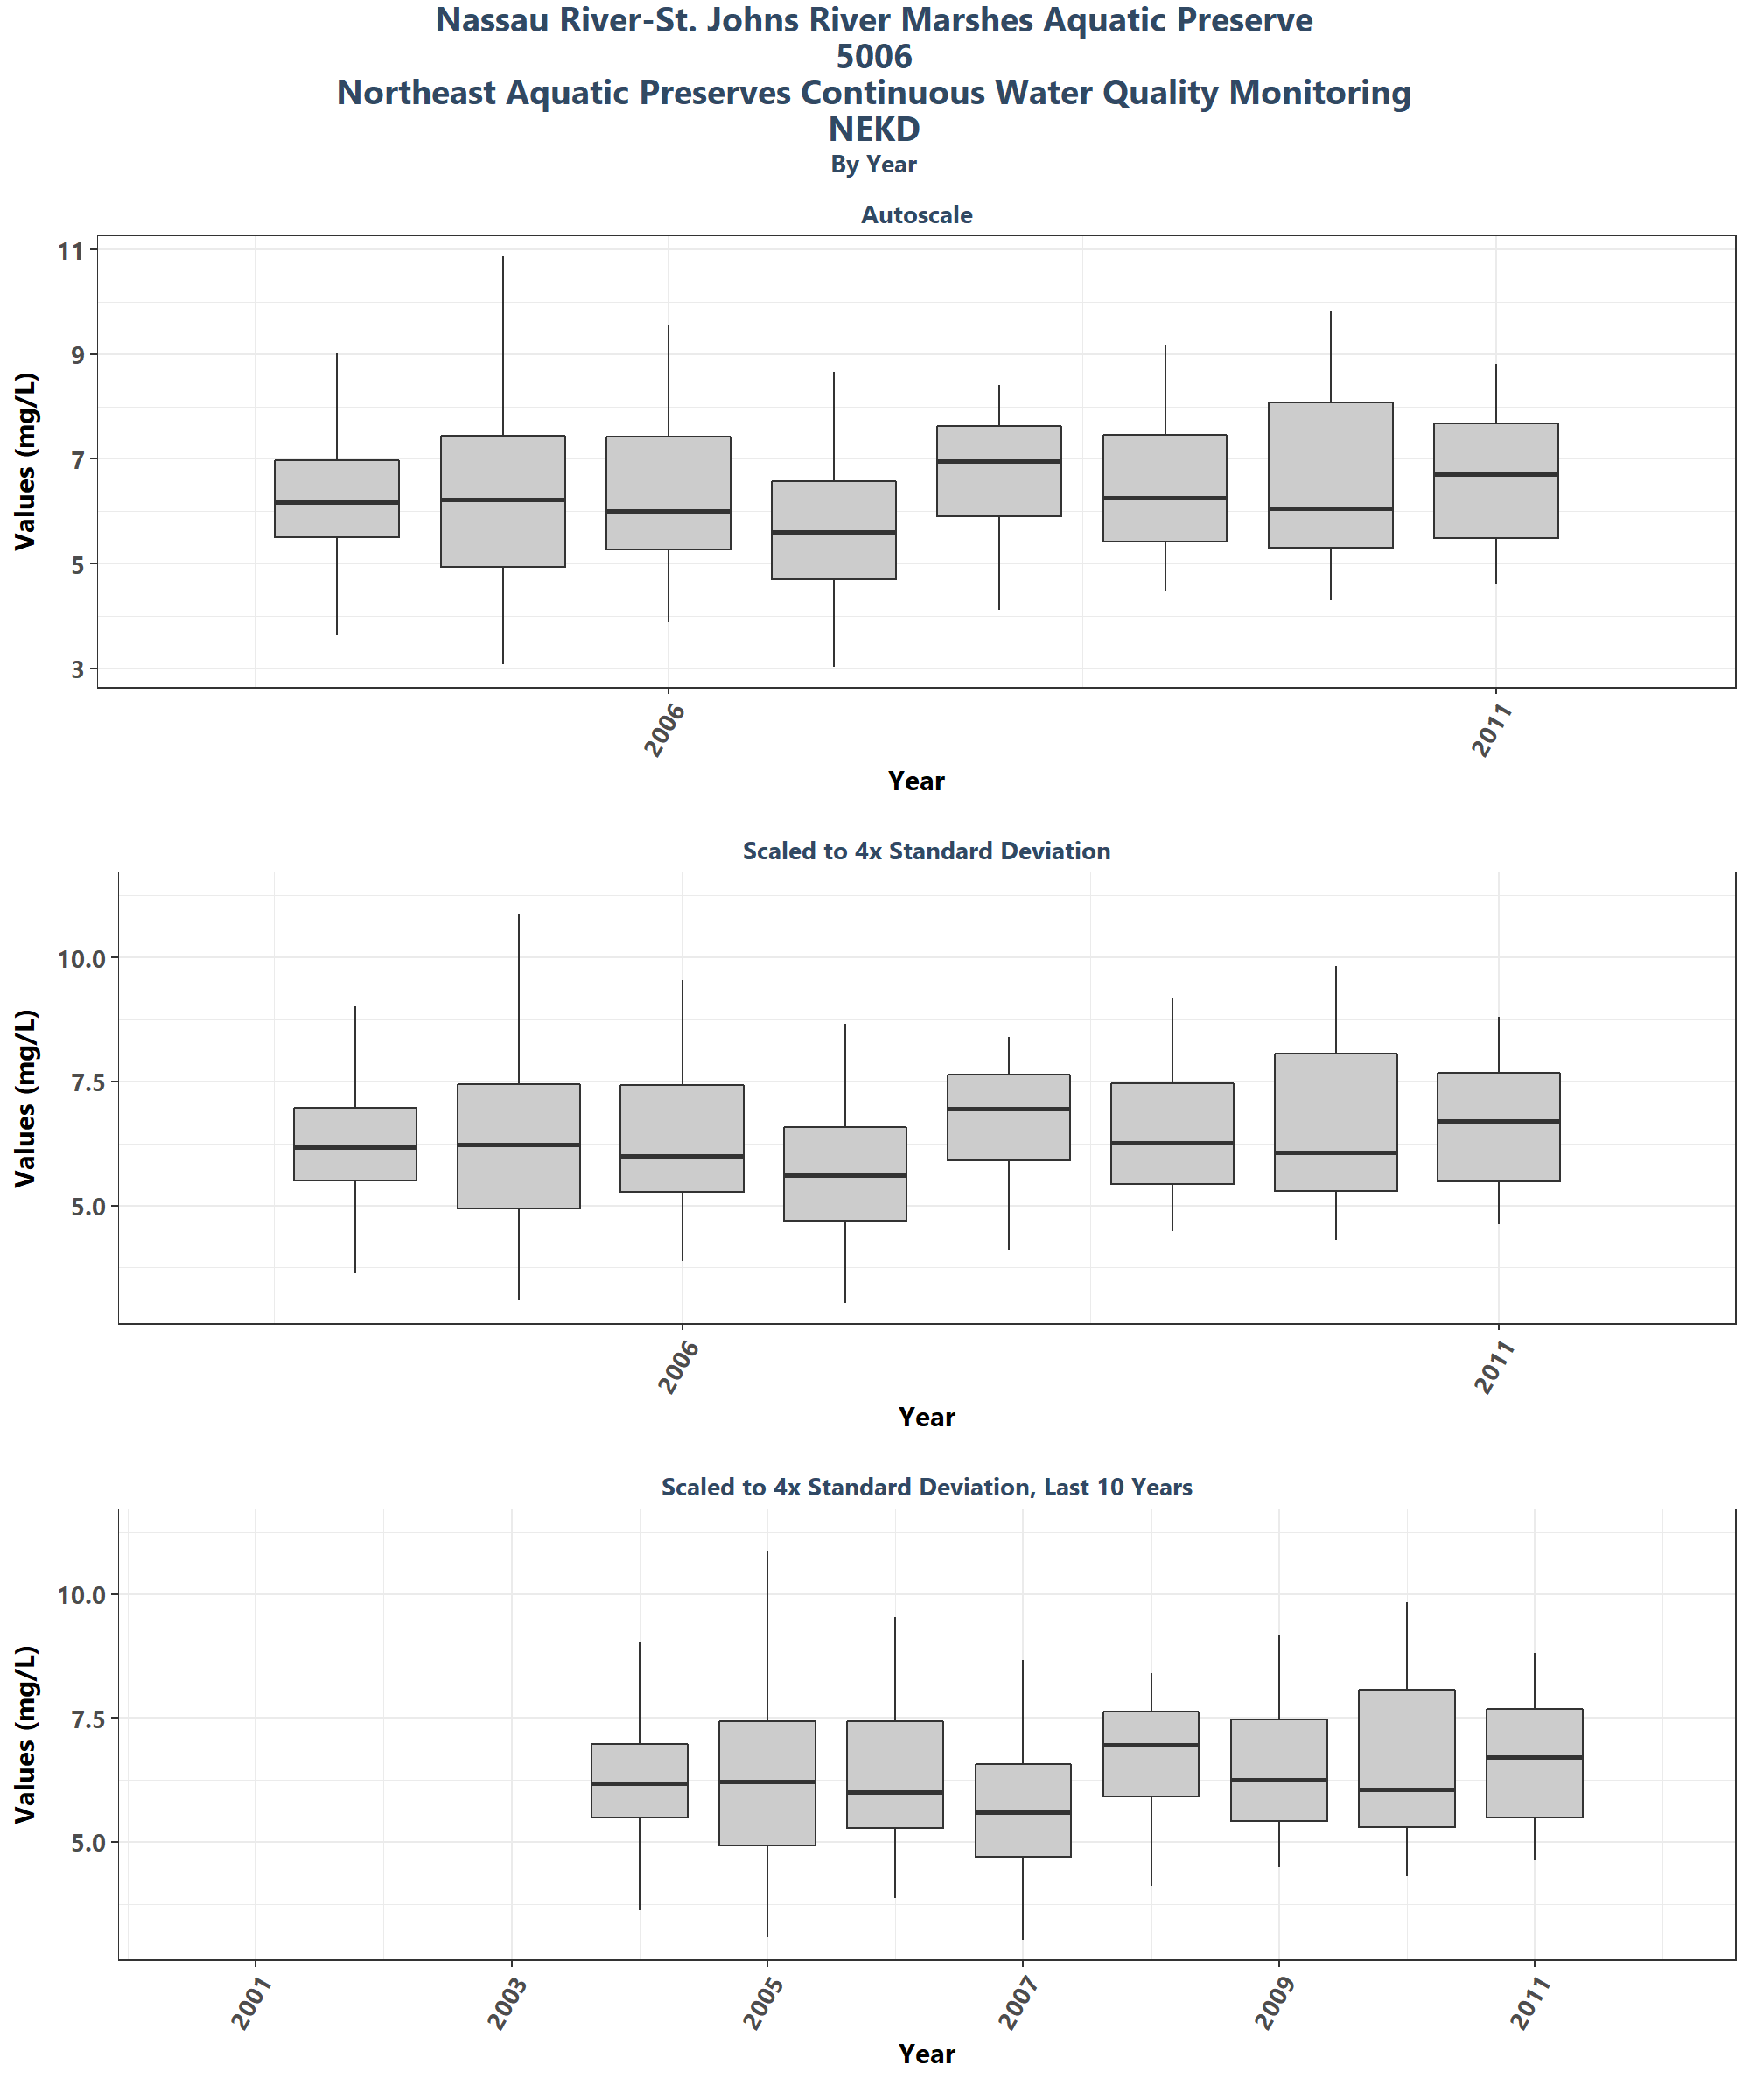 Nassau River-St. Johns River Marshes Aquatic Preserve
5006
Northeast Aquatic Preserves Continuous Water Quality Monitoring
NEKD
By Year
Autoscale
Values (mg/L)
11
9
7
5
3
2006
2011
Year
Scaled to 4x Standard Deviation
Values (mg/L)
10.0
7.5
5.0
2006
2011
Year
Scaled to 4x Standard Deviation, Last 10 Years
Values (mg/L)
10.0
7.5
5.0
2001
2003
2005
2007
2009
2011
Year